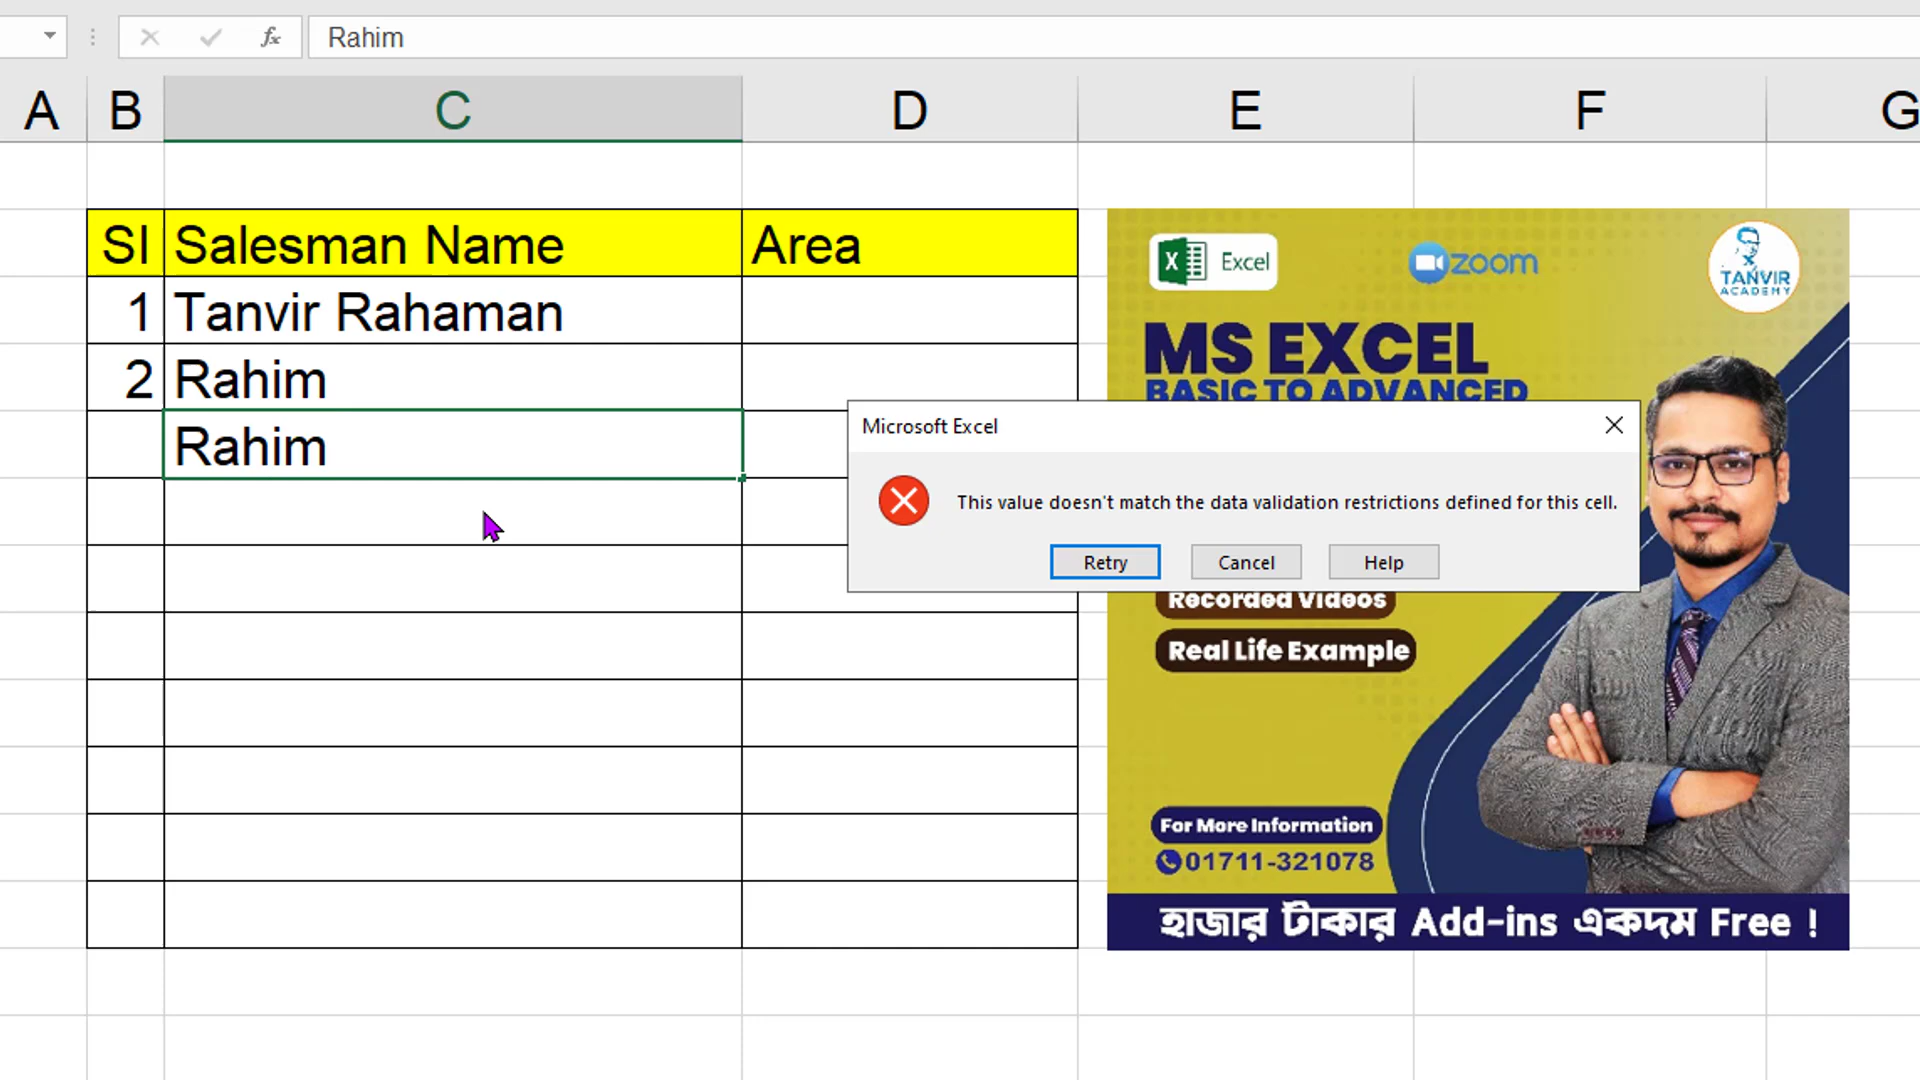 fx Rahim
A B C D E F G
Sl Salesman Name Area
1 Tanvir Rahaman
2 Rahim
Rahim
Excel
zoom
TANVIR
ACADEMY
MS EXCEL
BASIC TO ADVANCED
Microsoft Excel
This value doesn't match the data validation restrictions defined for this cell.
Retry Cancel Help
Recorded Videos
Real Life Example
For More Information
01711-321078
হাজার টাকার Add-ins একদম Free !